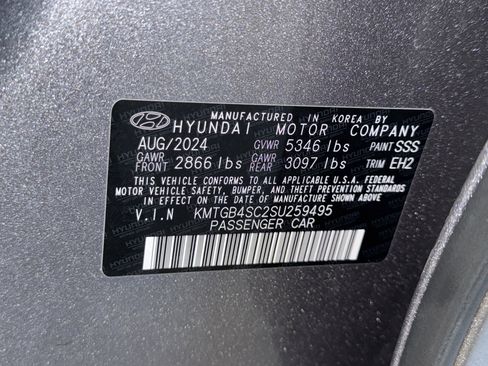 MANUFACTURED IN KOREA BY
HYUNDAI MOTOR COMPANY
AUG/2024 GVWR 5346 lbs PAINT SSS
GAWR FRONT 2866 lbs GAWR REAR 3097 lbs TRIM EH2
THIS VEHICLE CONFORMS TO ALL APPLICABLE U.S.A. FEDERAL
MOTOR VEHICLE SAFETY, BUMPER, AND THEFT PREVENTION STANDARDS
IN EFFECT ON THE DATE OF MANUFACTURE SHOWN ABOVE.
V.I.N KMTGB4SC2SU259495
PASSENGER CAR